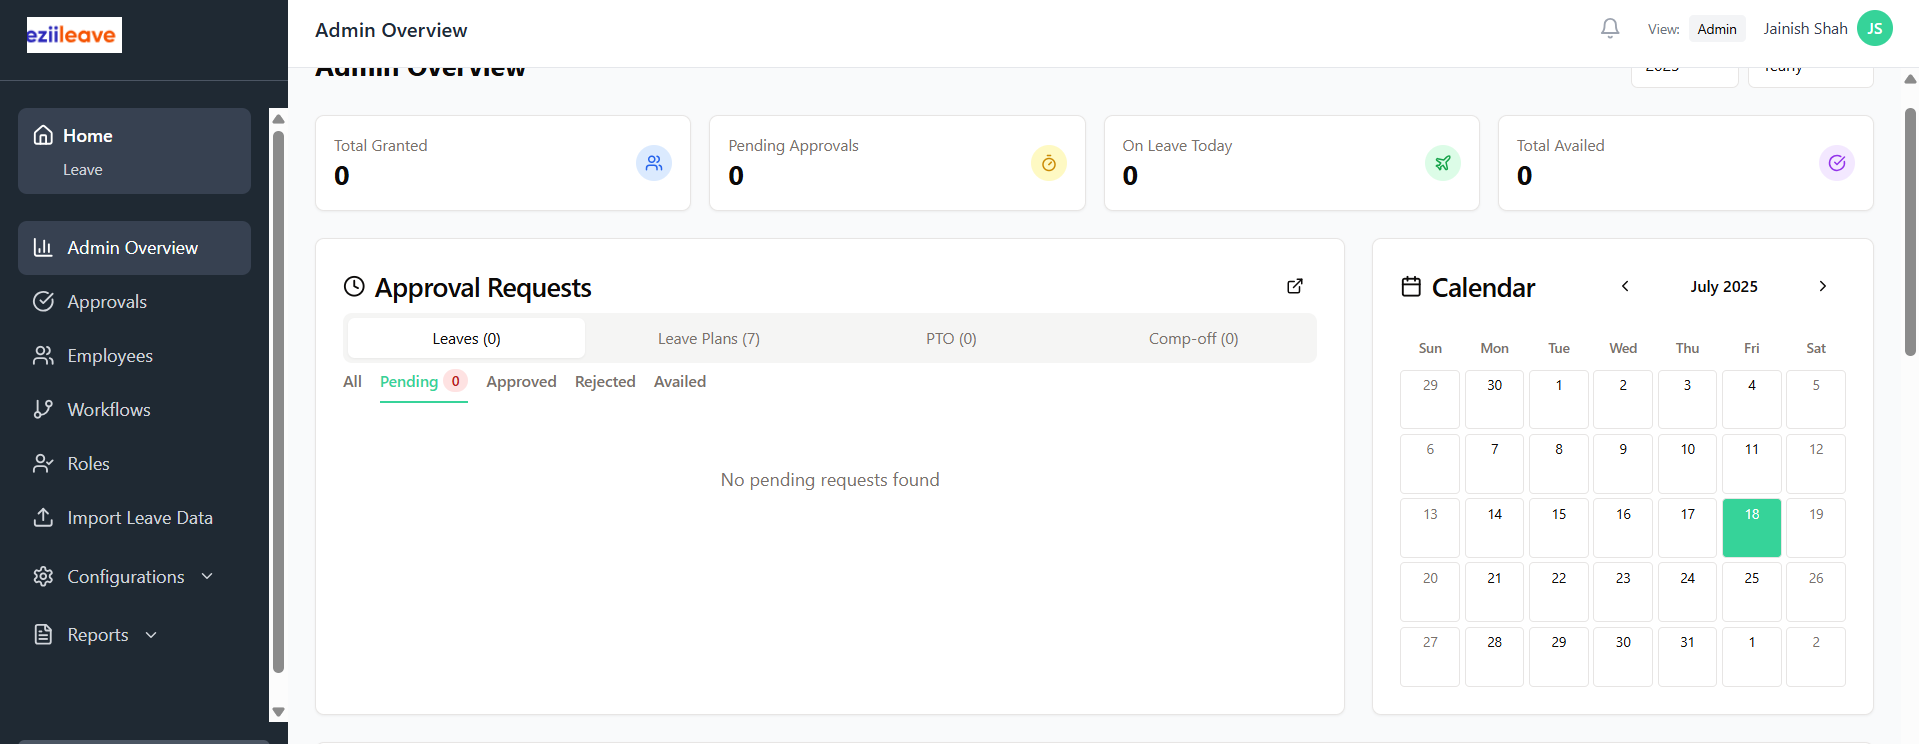 eziileave
Admin Overview
View: Admin
Jainish Shah JS
Admin Overview
2025
Yearly
Home
Leave
Admin Overview
Approvals
Employees
Workflows
Roles
Import Leave Data
Configurations
Reports
Total Granted
0
Pending Approvals
0
On Leave Today
0
Total Availed
0
Approval Requests
Leaves (0) Leave Plans (7) PTO (0) Comp-off (0)
All Pending 0 Approved Rejected Availed
No pending requests found
Calendar
July 2025
Sun Mon Tue Wed Thu Fri Sat
29 30 1 2 3 4 5
6 7 8 9 10 11 12
13 14 15 16 17 18 19
20 21 22 23 24 25 26
27 28 29 30 31 1 2